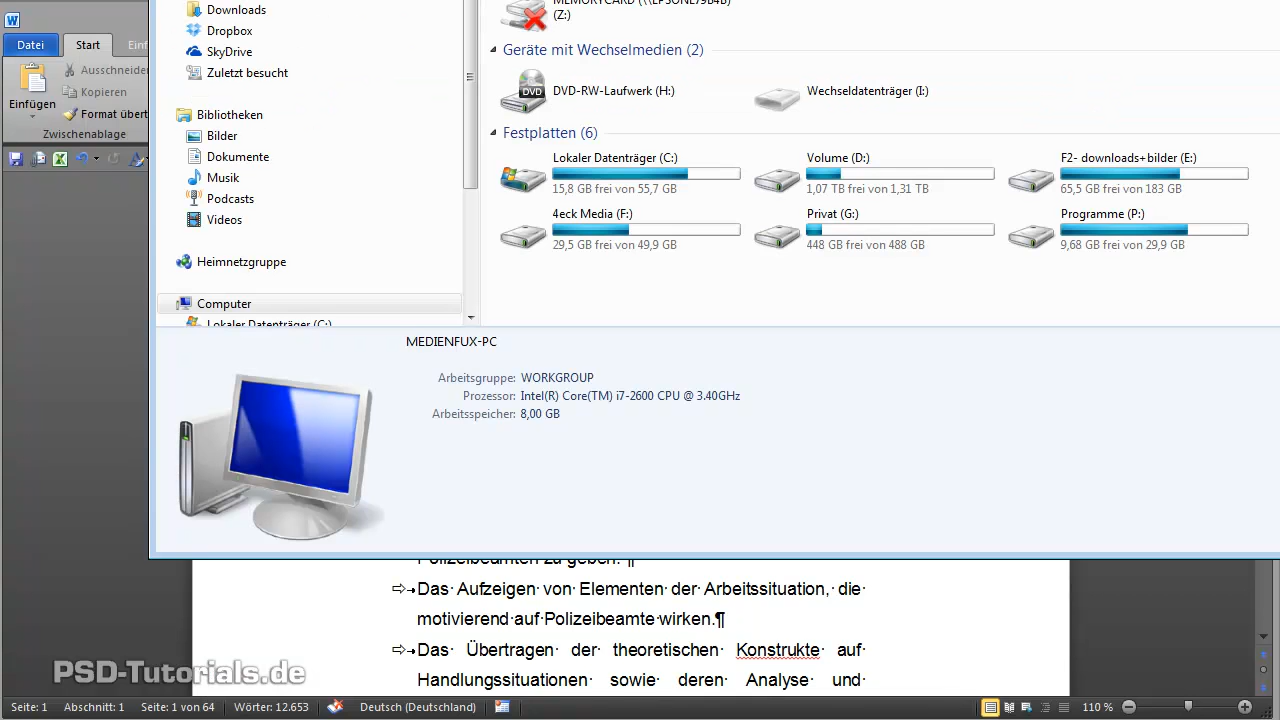 Datei
Start
Einf
Einfügen
Ausschneiden
Kopieren
Format übert
Zwischenablage
Downloads
Dropbox
SkyDrive
Zuletzt besucht
Bibliotheken
Bilder
Dokumente
Musik
Podcasts
Videos
Heimnetzgruppe
Computer
Lokaler Datenträger (C:)
(Z:)
Geräte mit Wechselmedien (2)
DVD-RW-Laufwerk (H:)
Wechseldatenträger (I:)
Festplatten (6)
Lokaler Datenträger (C:)
15,8 GB frei von 55,7 GB
Volume (D:)
1,07 TB frei von 1,31 TB
F2- downloads+bilder (E:)
65,5 GB frei von 183 GB
4eck Media (F:)
29,5 GB frei von 49,9 GB
Privat (G:)
448 GB frei von 488 GB
Programme (P:)
9,68 GB frei von 29,9 GB
MEDIENFUX-PC
Arbeitsgruppe: WORKGROUP
Prozessor: Intel(R) Core(TM) i7-2600 CPU @ 3.40GHz
Arbeitsspeicher: 8,00 GB
Polizeibeamten zu geben. ¶
Das Aufzeigen von Elementen der Arbeitssituation, die
motivierend auf Polizeibeamte wirken.¶
Das Übertragen der theoretischen Konstrukte auf
Handlungssituationen sowie deren Analyse und
PSD-Tutorials.de
Seite: 1 Abschnitt: 1 Seite: 1 von 64 Wörter: 12.653 Deutsch (Deutschland) 110 %